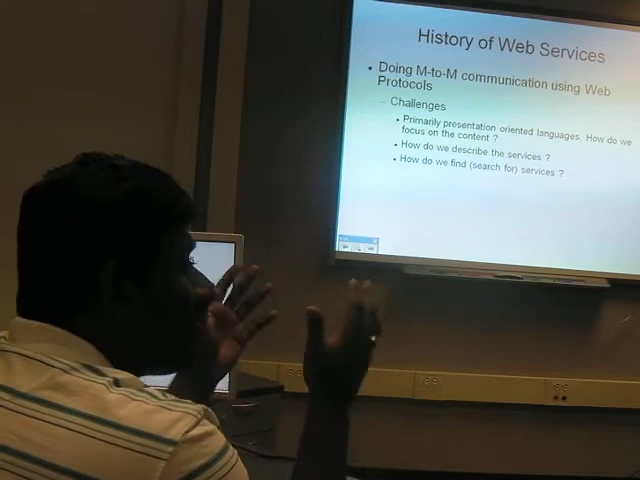 History of Web Services
• Doing M-to-M communication using Web
Protocols
– Challenges
• Primarily presentation oriented languages. How do we
focus on the content ?
• How do we describe the services ?
• How do we find (search for) services ?